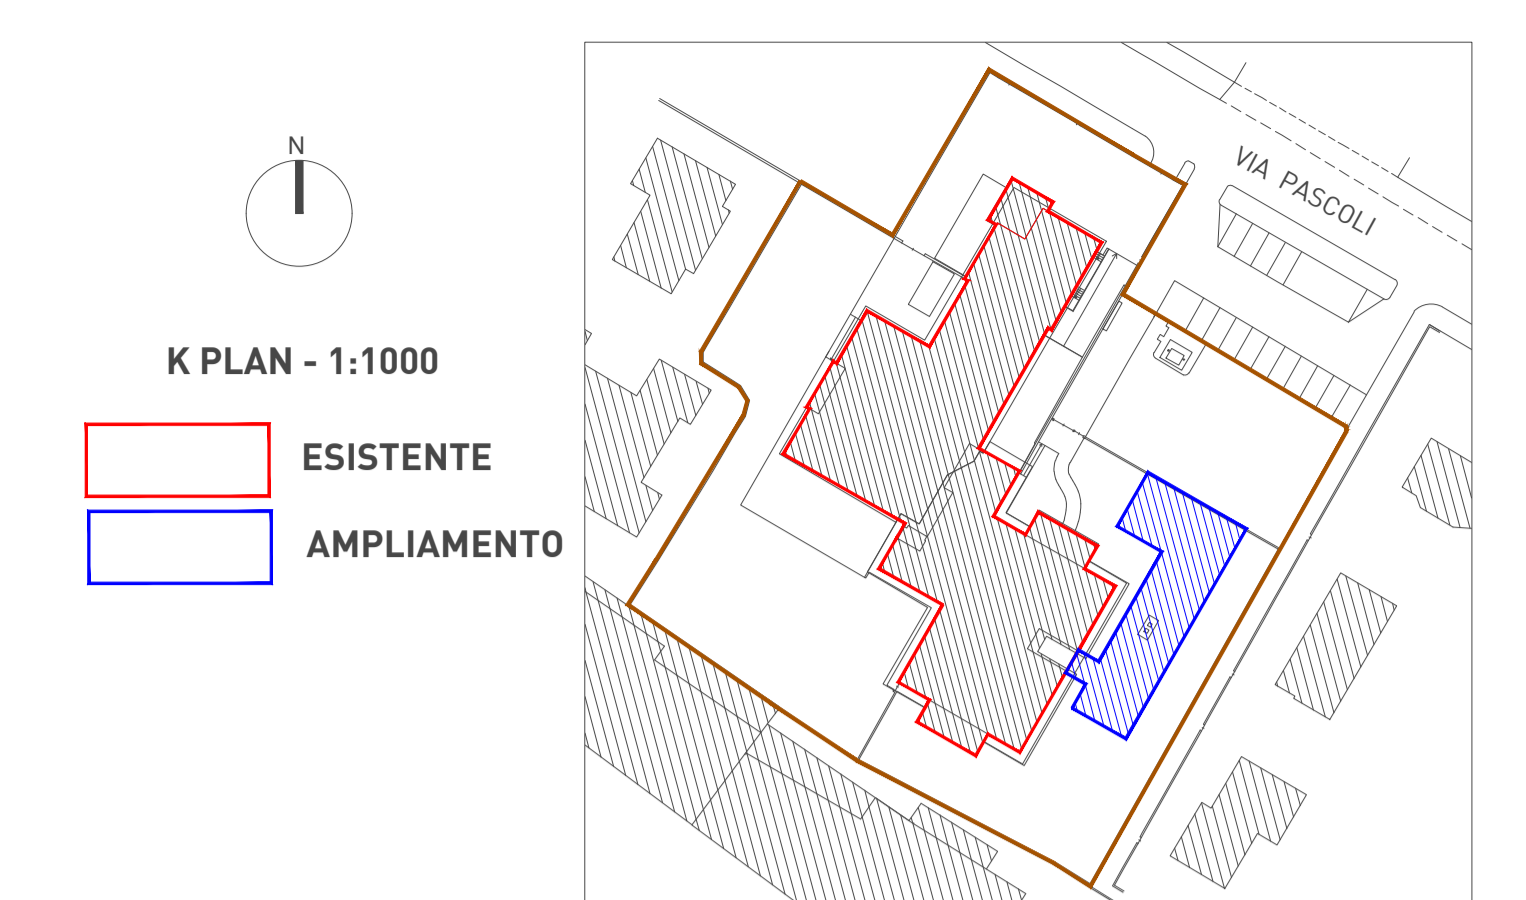 N
VIA PASCOLI
K PLAN - 1:1000
ESISTENTE
AMPLIAMENTO